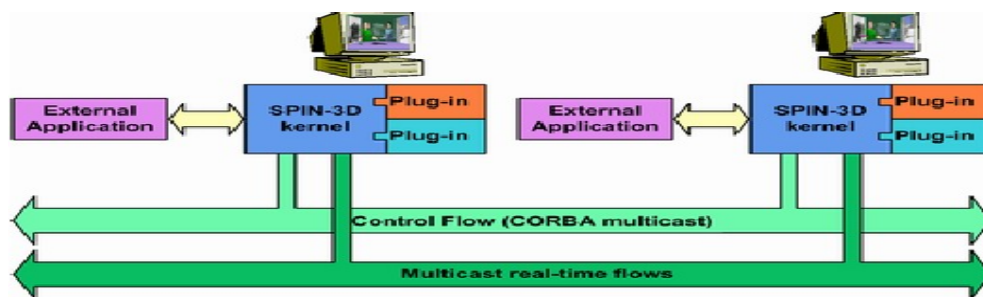 External
Application
SPIN-3D
kernel
Plug-in
Plug-in
External
Application
SPIN-3D
kernel
Plug-in
Plug-in
Control Flow (CORBA multicast)
Multicast real-time flows